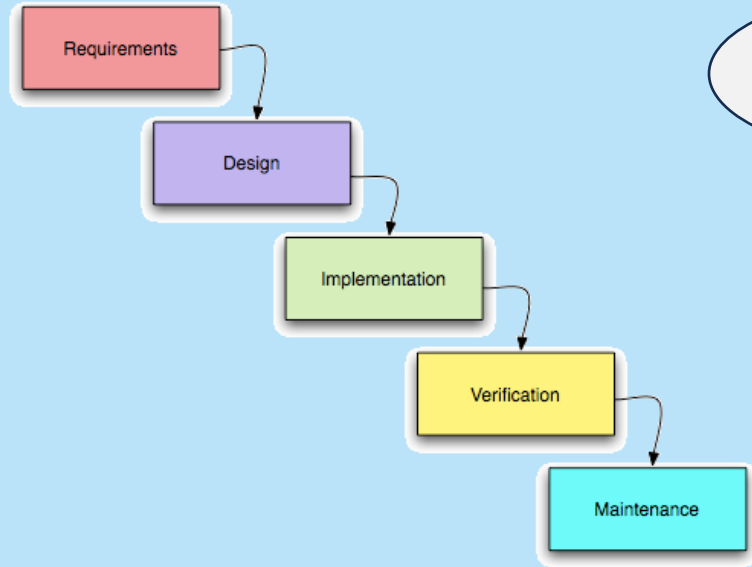 Requirements
Design
Implementation
Verification
Maintenance